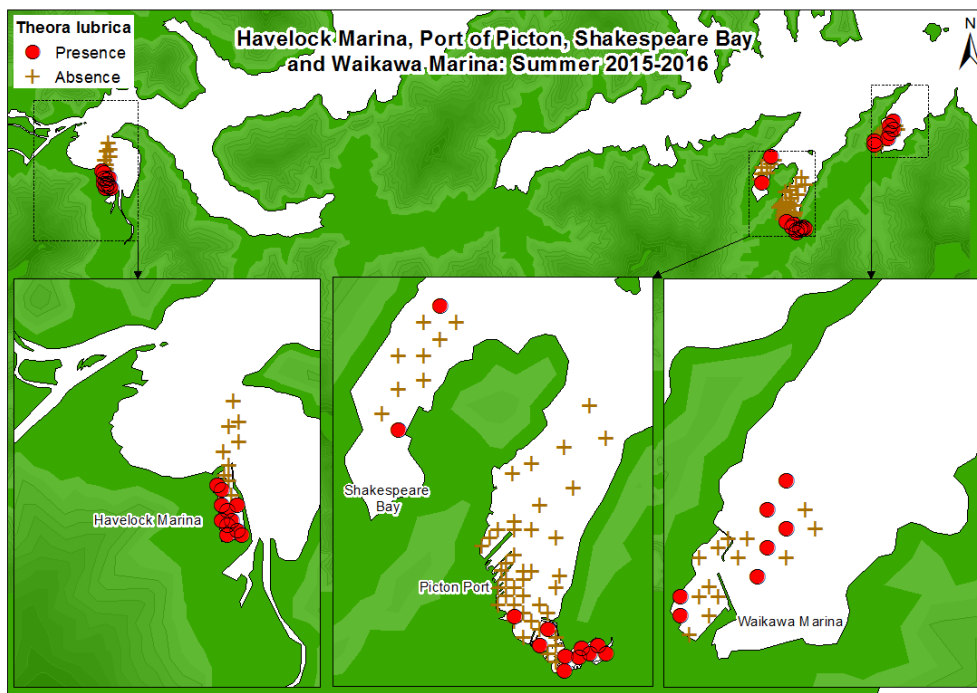 Theora lubrica
Presence
Absence
Havelock Marina, Port of Picton, Shakespeare Bay
and Waikawa Marina: Summer 2015-2016
N
Havelock Marina
Shakespeare
Bay
Picton Port
Waikawa Marina